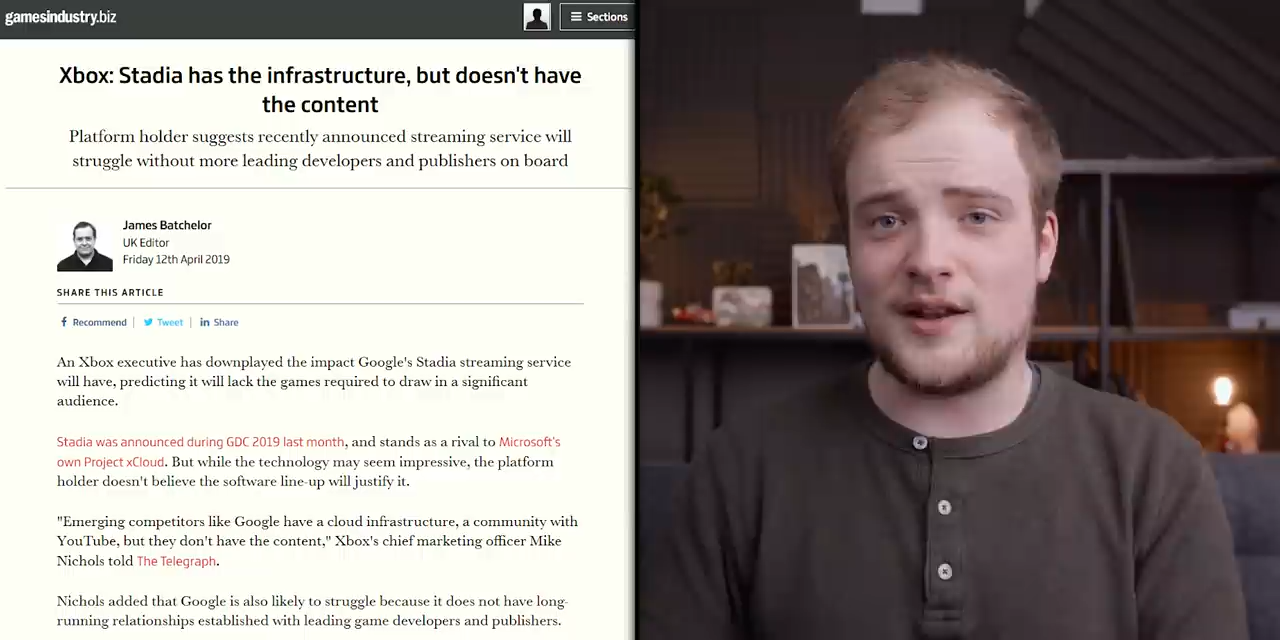 gamesindustry.biz
Sections
Xbox: Stadia has the infrastructure, but doesn't have
the content
Platform holder suggests recently announced streaming service will
struggle without more leading developers and publishers on board
James Batchelor
UK Editor
Friday 12th April 2019
SHARE THIS ARTICLE
Recommend
Tweet
Share
An Xbox executive has downplayed the impact Google's Stadia streaming service
will have, predicting it will lack the games required to draw in a significant
audience.
Stadia was announced during GDC 2019 last month, and stands as a rival to Microsoft's
own Project xCloud. But while the technology may seem impressive, the platform
holder doesn't believe the software line-up will justify it.
"Emerging competitors like Google have a cloud infrastructure, a community with
YouTube, but they don't have the content," Xbox's chief marketing officer Mike
Nichols told The Telegraph.
Nichols added that Google is also likely to struggle because it does not have long-
running relationships established with leading game developers and publishers.